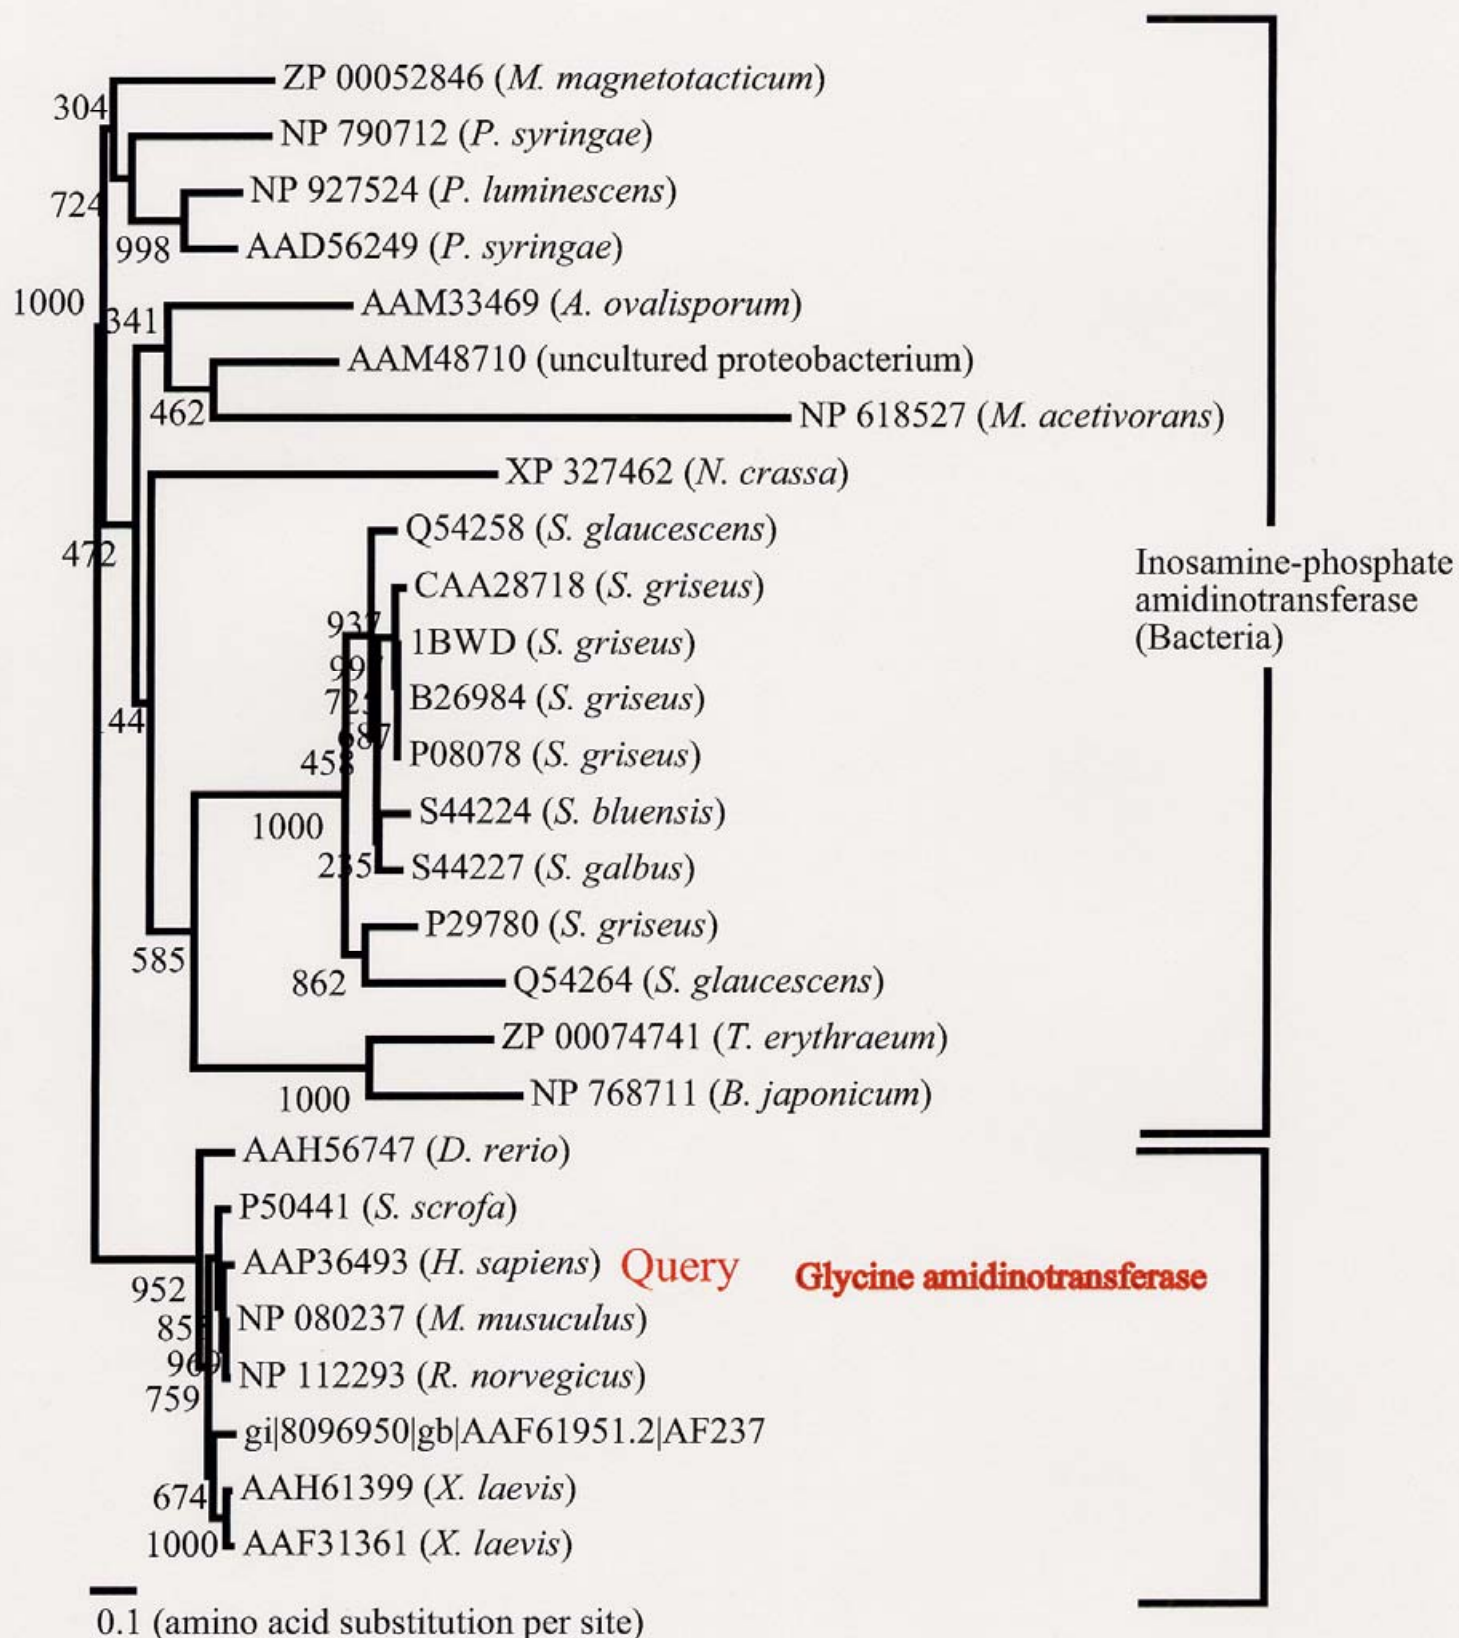 ZP 00052846 (M. magnetotacticum)
304
NP 790712 (P. syringae)
NP 927524 (P. luminescens)
724
998
AAD56249 (P. syringae)
1000
341
AAM33469 (A. ovalisporum)
AAM48710 (uncultured proteobacterium)
462
NP 618527 (M. acetivorans)
XP 327462 (N. crassa)
Q54258 (S. glaucescens)
472
Inosamine-phosphate
amidinotransferase
(Bacteria)
CAA28718 (S. griseus)
937
1BWD (S. griseus)
B26984 (S. griseus)
687
P08078 (S. griseus)
458
S44224 (S. bluensis)
1000
235
S44227 (S. galbus)
P29780 (S. griseus)
585
862
Q54264 (S. glaucescens)
ZP 00074741 (T. erythraeum)
1000
NP 768711 (B. japonicum)
AAH56747 (D. rerio)
P50441 (S. scrofa)
AAP36493 (H. sapiens) Query Glycine amidinotransferase
952
NP 080237 (M. musuculus)
969
NP 112293 (R. norvegicus)
759
gi|8096950|gb|AAF61951.2|AF237
674
AAH61399 (X. laevis)
1000
AAF31361 (X. laevis)
0.1 (amino acid substitution per site)